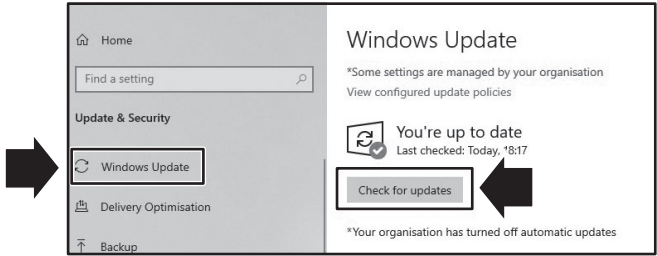 Home
Find a setting
Update & Security
Windows Update
Delivery Optimisation
Backup
Windows Update
*Some settings are managed by your organisation
View configured update policies
You're up to date
Last checked: Today, 18:17
Check for updates
*Your organisation has turned off automatic updates